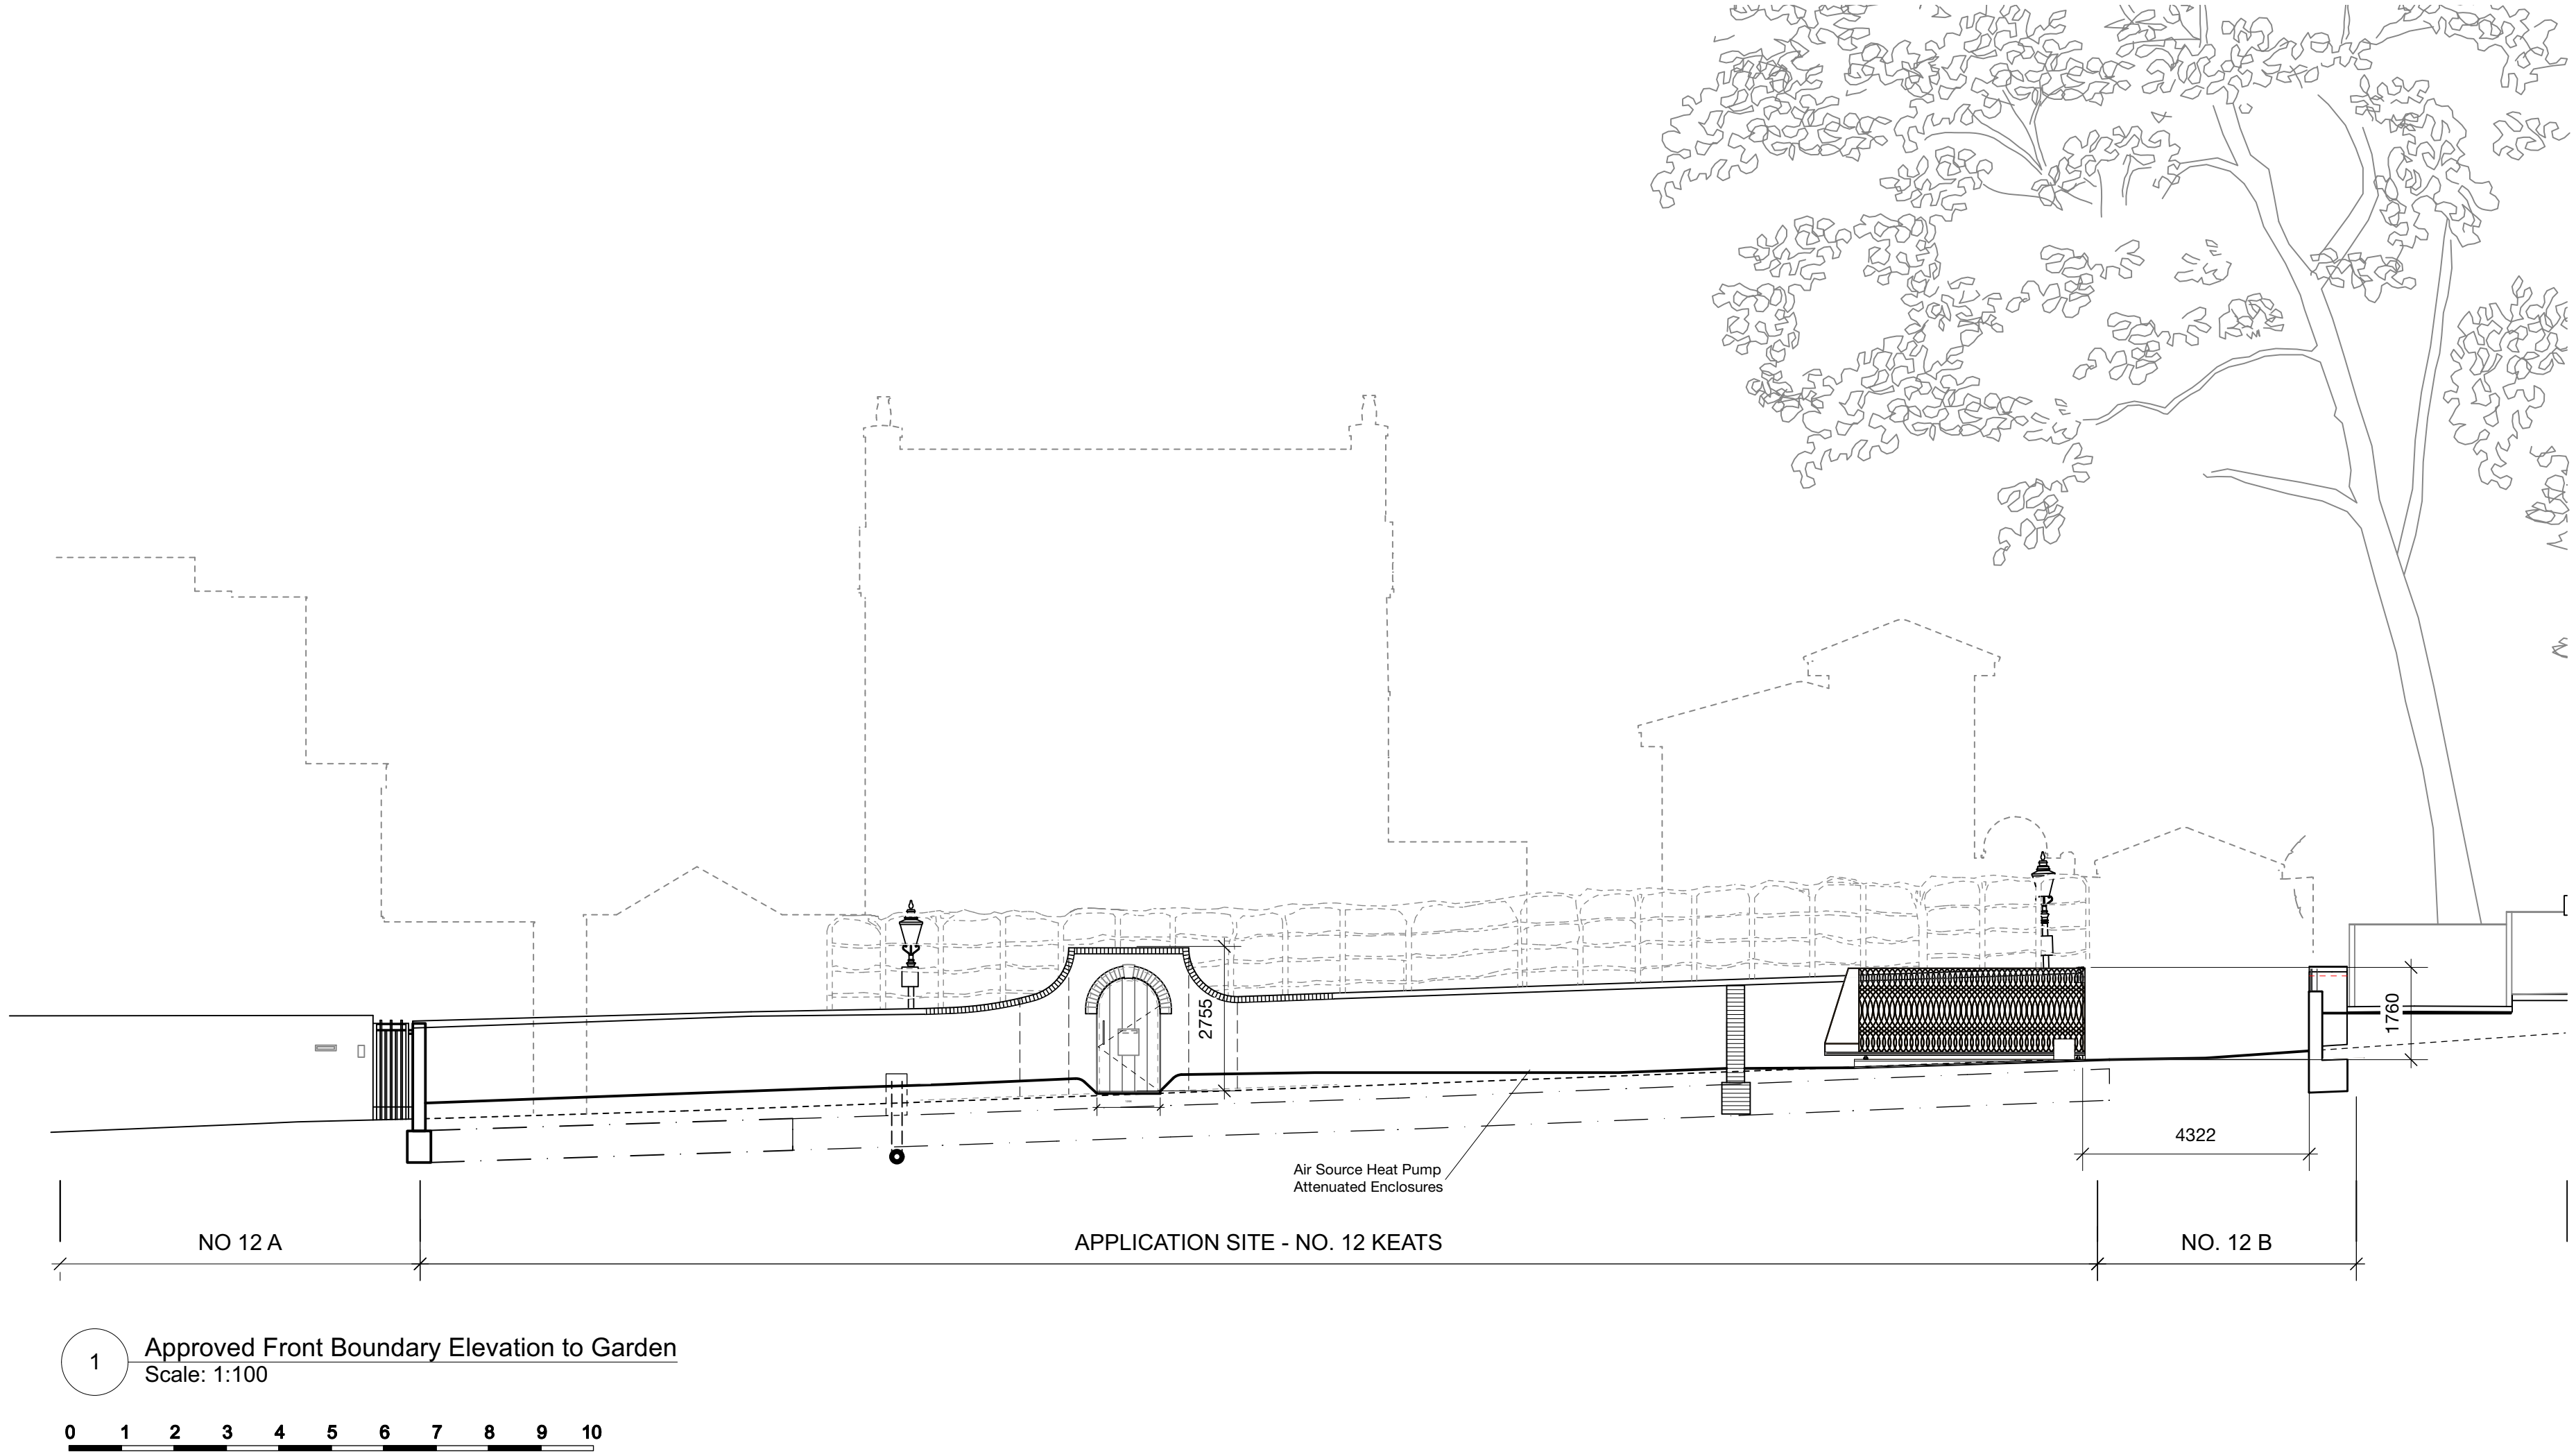 2755
1760
4322
Air Source Heat Pump
Attenuated Enclosures
NO 12 A
APPLICATION SITE - NO. 12 KEATS
NO. 12 B
1
Approved Front Boundary Elevation to Garden
Scale: 1:100
0 1 2 3 4 5 6 7 8 9 10